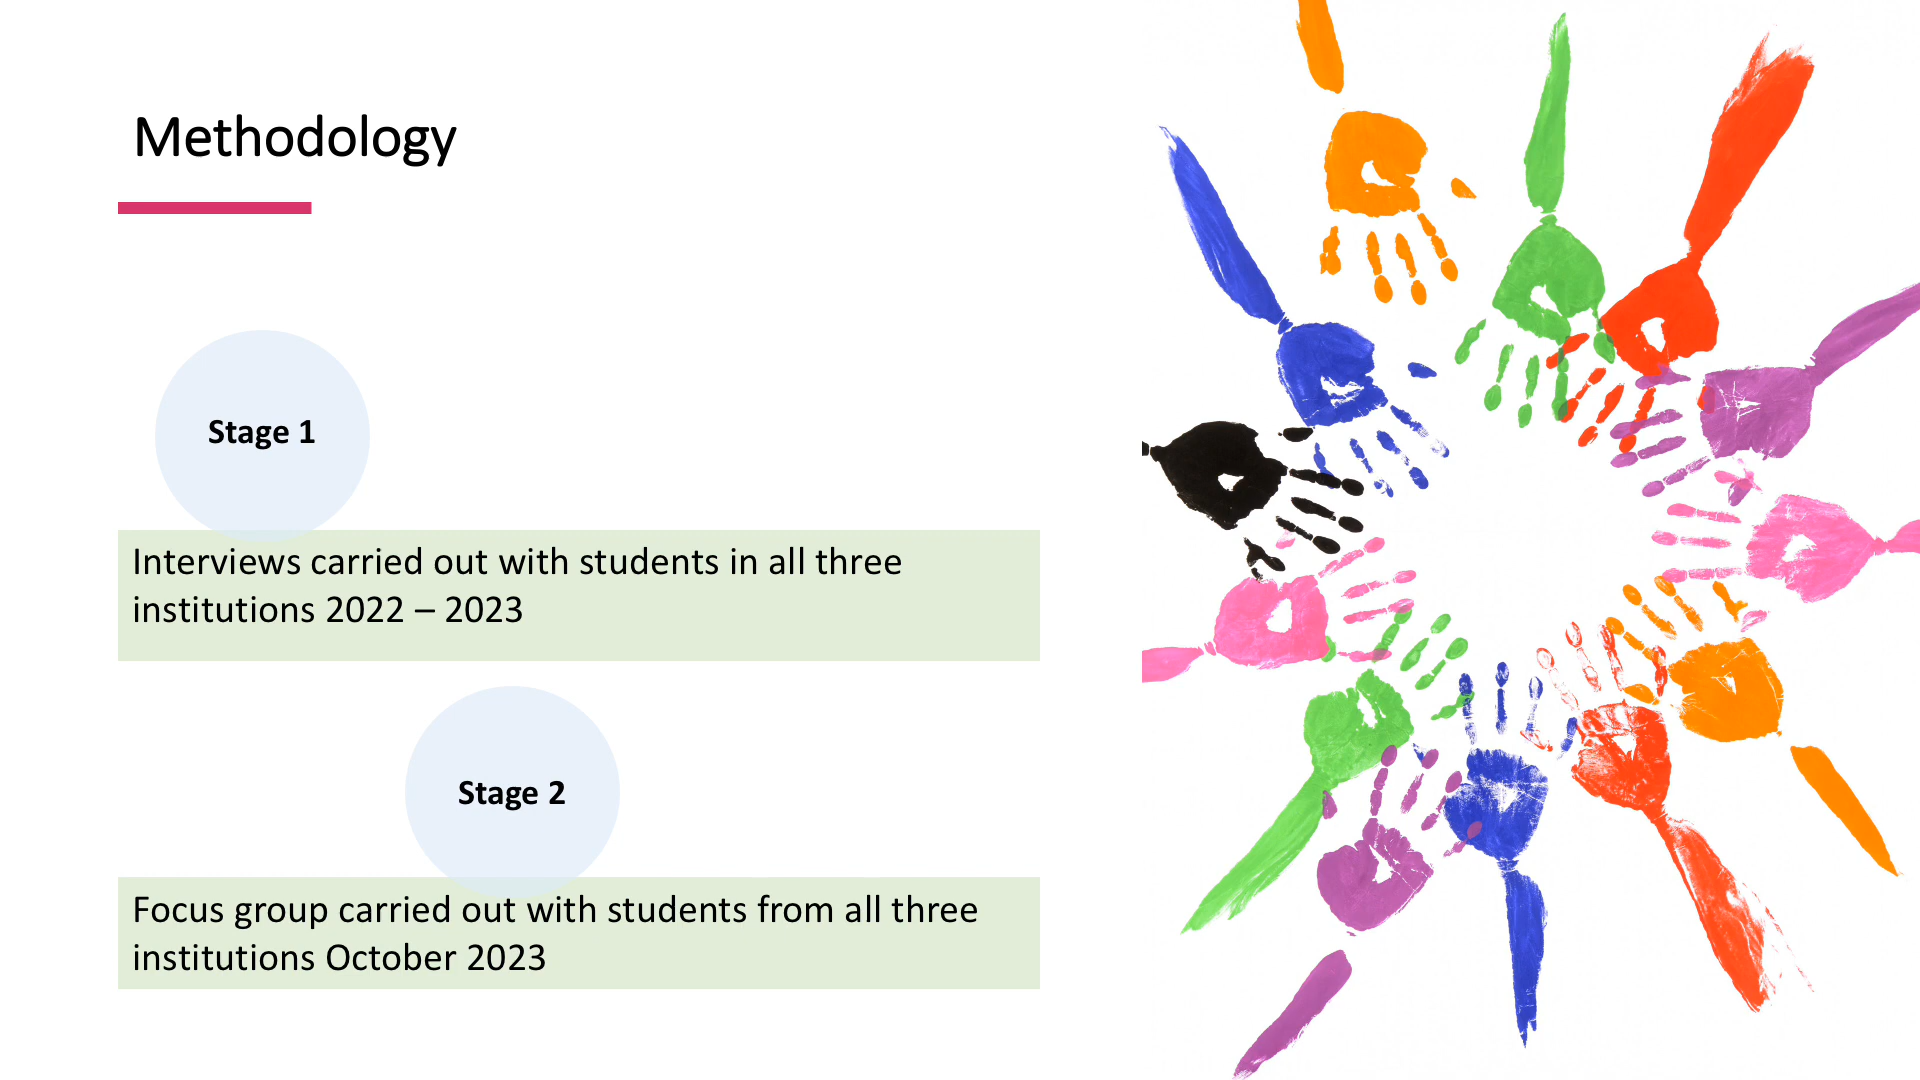 Methodology
Stage 1
Interviews carried out with students in all three
institutions 2022 – 2023
Stage 2
Focus group carried out with students from all three
institutions October 2023